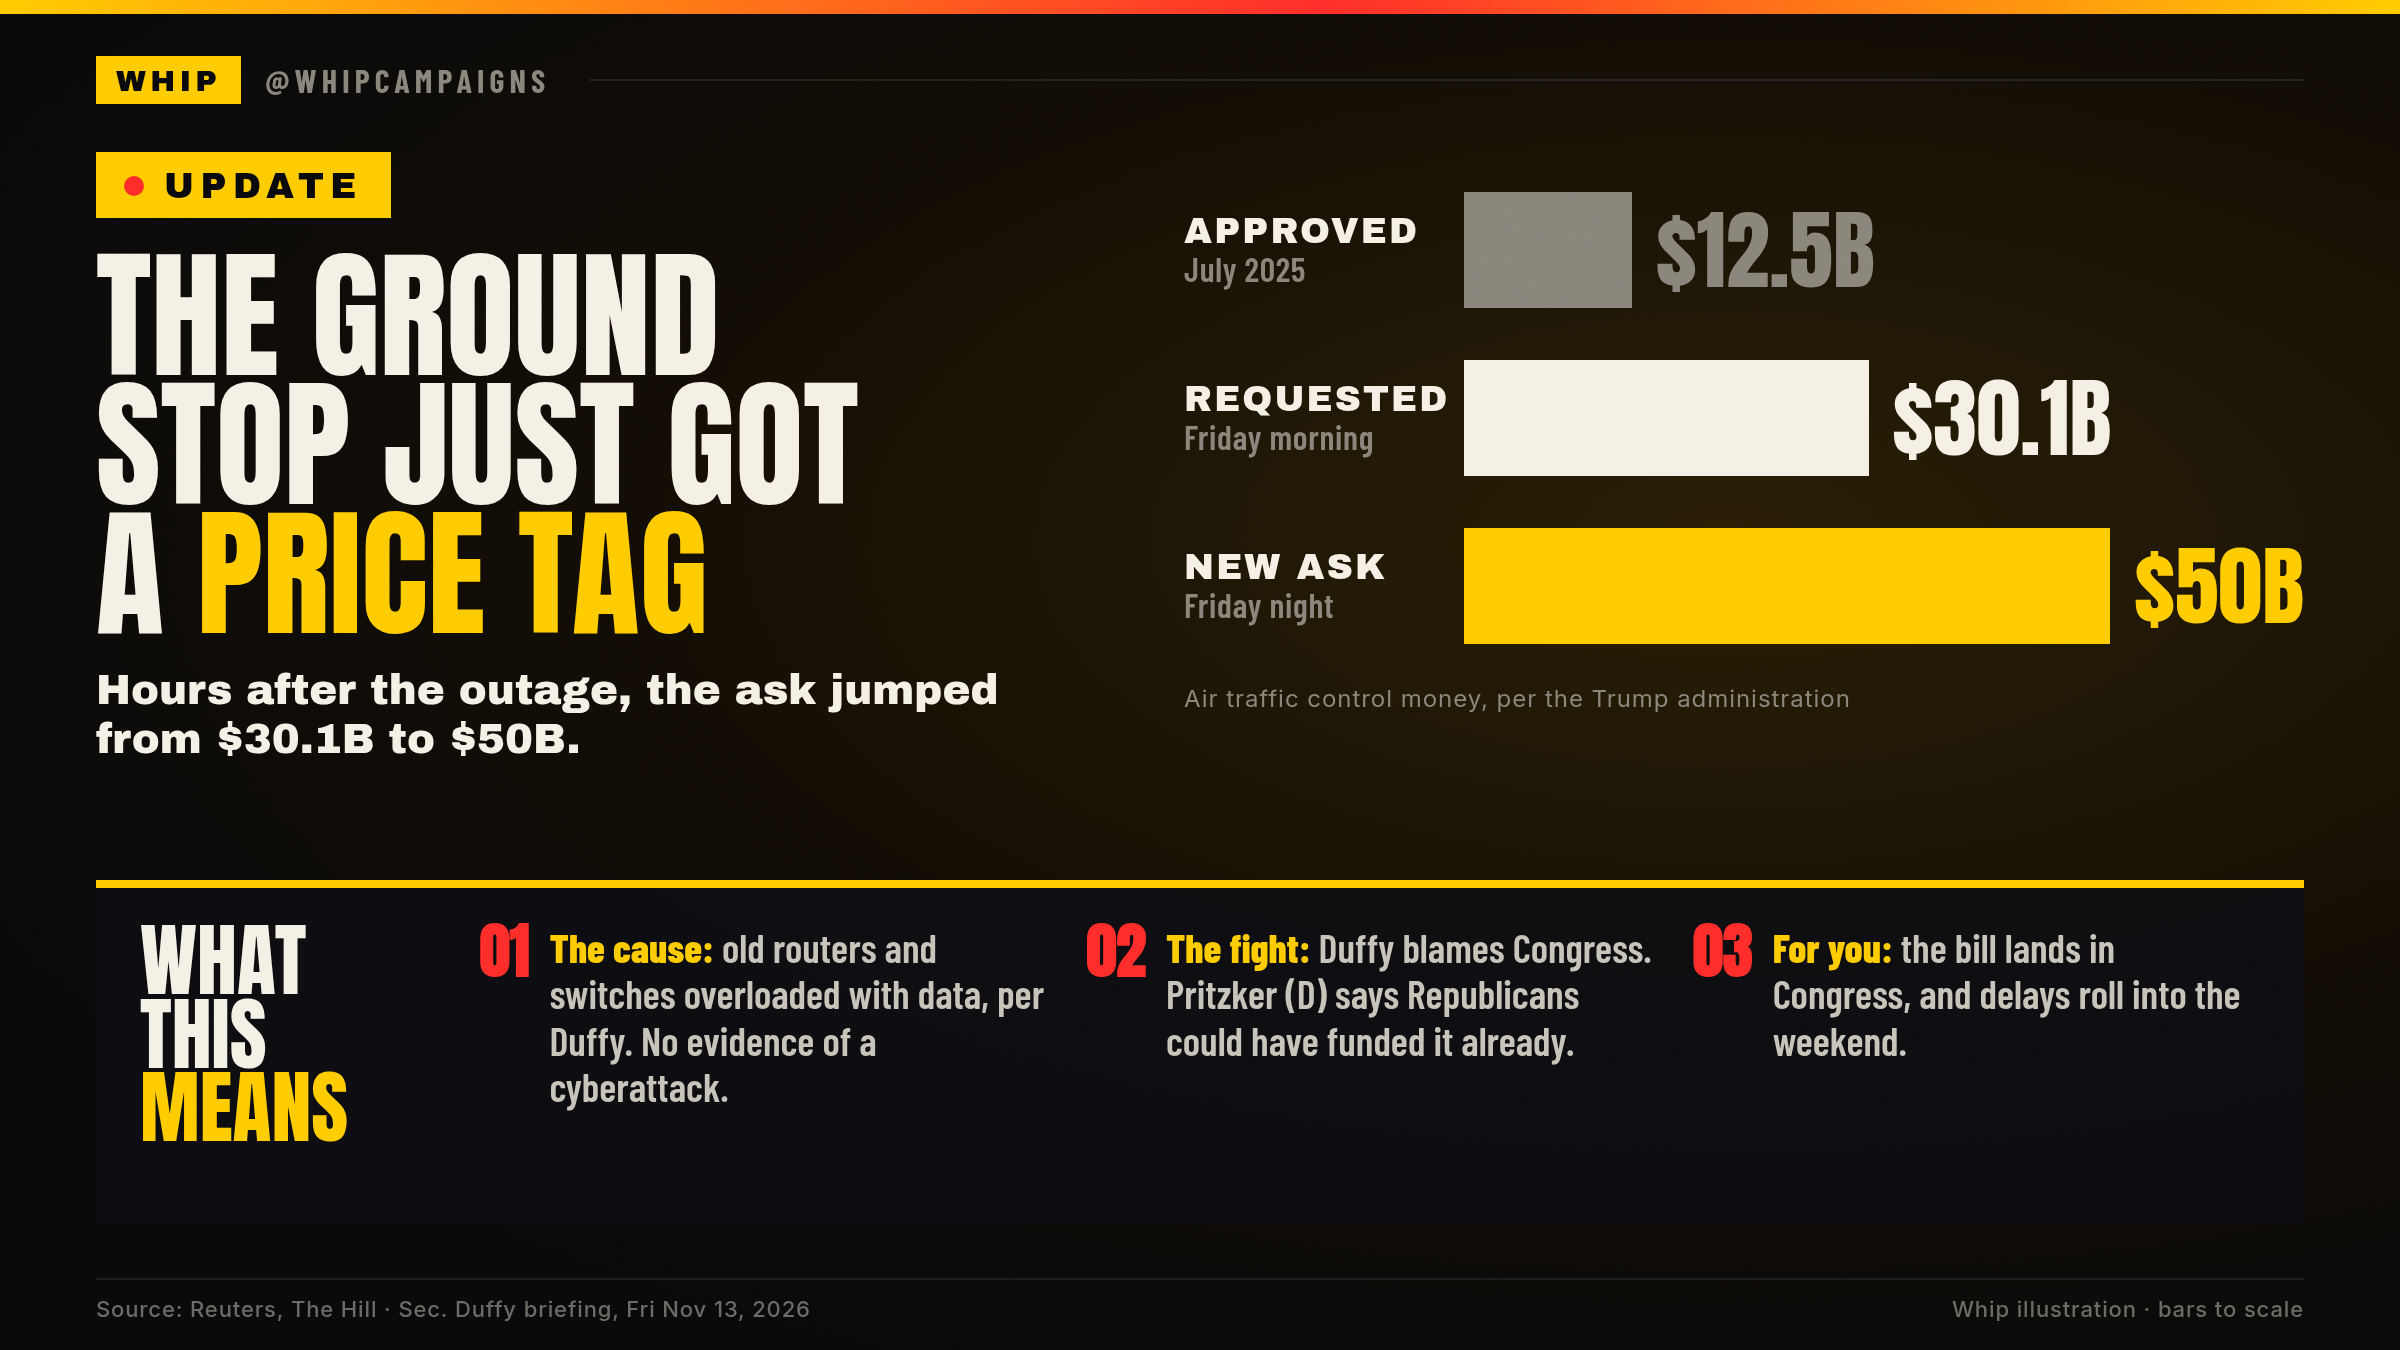 WHIP
@WHIPCAMPAIGNS
UPDATE
THE GROUND
STOP JUST GOT
A PRICE TAG
Hours after the outage, the ask jumped
from $30.1B to $50B.
APPROVED
July 2025
$12.5B
REQUESTED
Friday morning
$30.1B
NEW ASK
Friday night
$50B
Air traffic control money, per the Trump administration
WHAT
THIS
MEANS
01
The cause: old routers and
switches overloaded with data, per
Duffy. No evidence of a
cyberattack.
02
The fight: Duffy blames Congress.
Pritzker (D) says Republicans
could have funded it already.
03
For you: the bill lands in
Congress, and delays roll into the
weekend.
Source: Reuters, The Hill · Sec. Duffy briefing, Fri Nov 13, 2026
Whip illustration · bars to scale